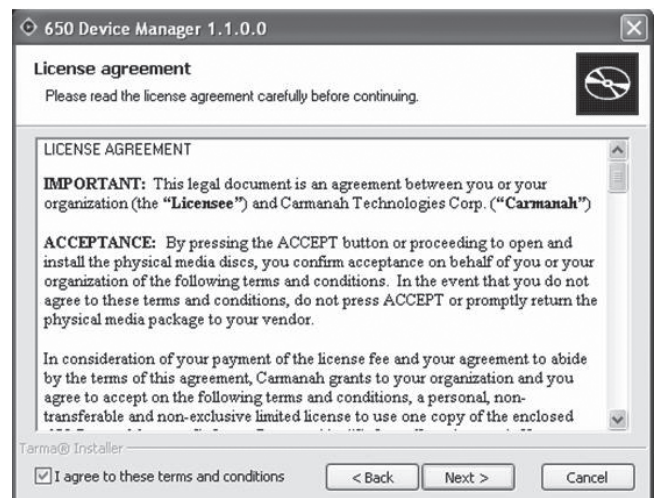 650 Device Manager 1.1.0.0
License agreement
Please read the license agreement carefully before continuing.
LICENSE AGREEMENT
IMPORTANT: This legal document is an agreement between you or your
organization (the “Licensee”) and Carmanah Technologies Corp. (“Carmanah”)
ACCEPTANCE: By pressing the ACCEPT button or proceeding to open and
install the physical media discs, you confirm acceptance on behalf of you or your
organization of the following terms and conditions. In the event that you do not
agree to these terms and conditions, do not press ACCEPT or promptly return the
physical media package to your vendor.
In consideration of your payment of the license fee and your agreement to abide
by the terms of this agreement, Carmanah grants to your organization and you
agree to accept on the following terms and conditions, a personal, non-
transferable and non-exclusive limited license to use one copy of the enclosed
Tarma® Installer
I agree to these terms and conditions
< Back
Next >
Cancel